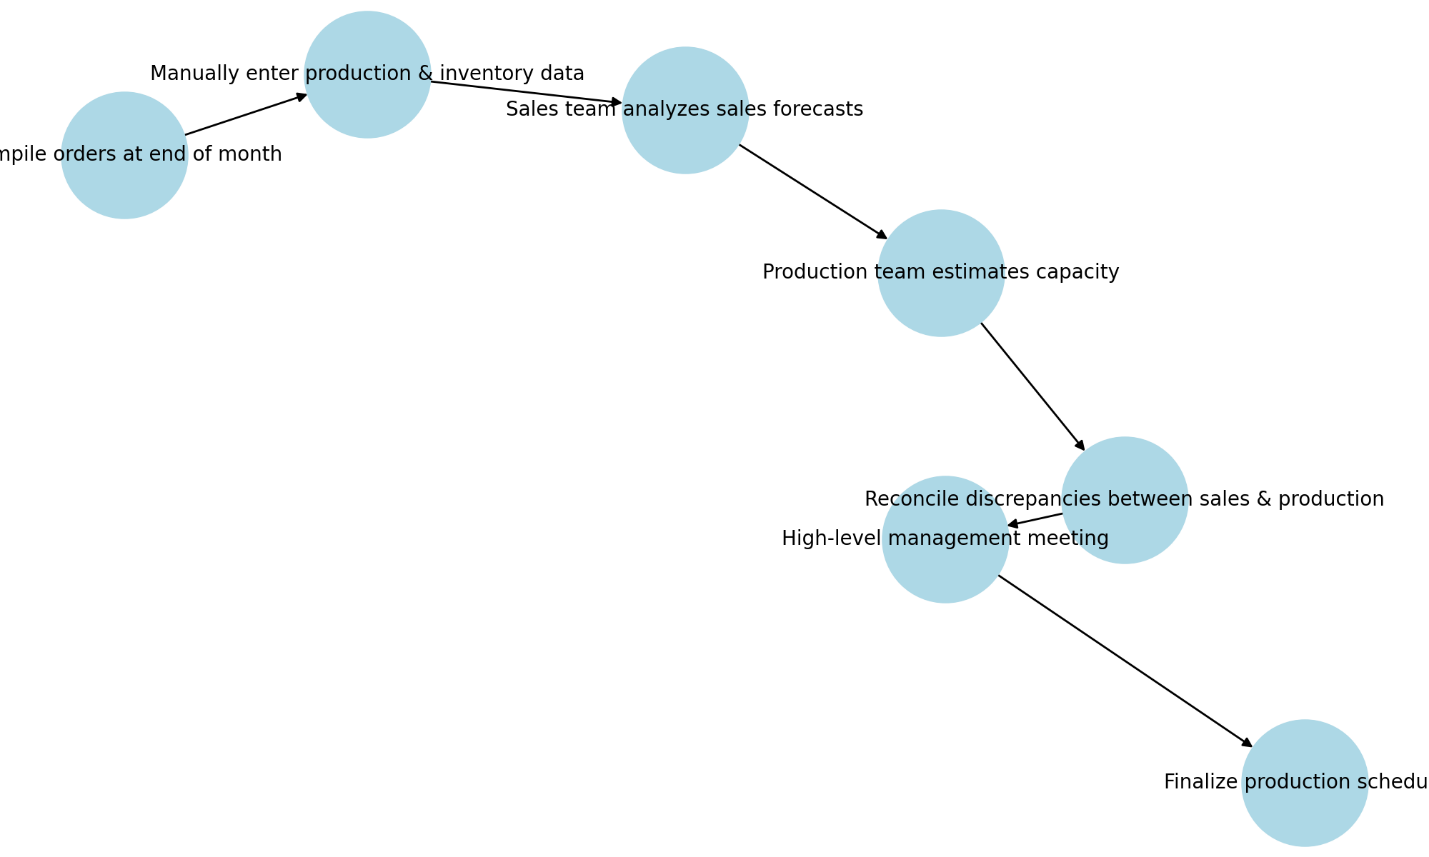 Manually enter production & inventory data
Sales team analyzes sales forecasts
mpile orders at end of month
Production team estimates capacity
Reconcile discrepancies between sales & production
High-level management meeting
Finalize production schedu